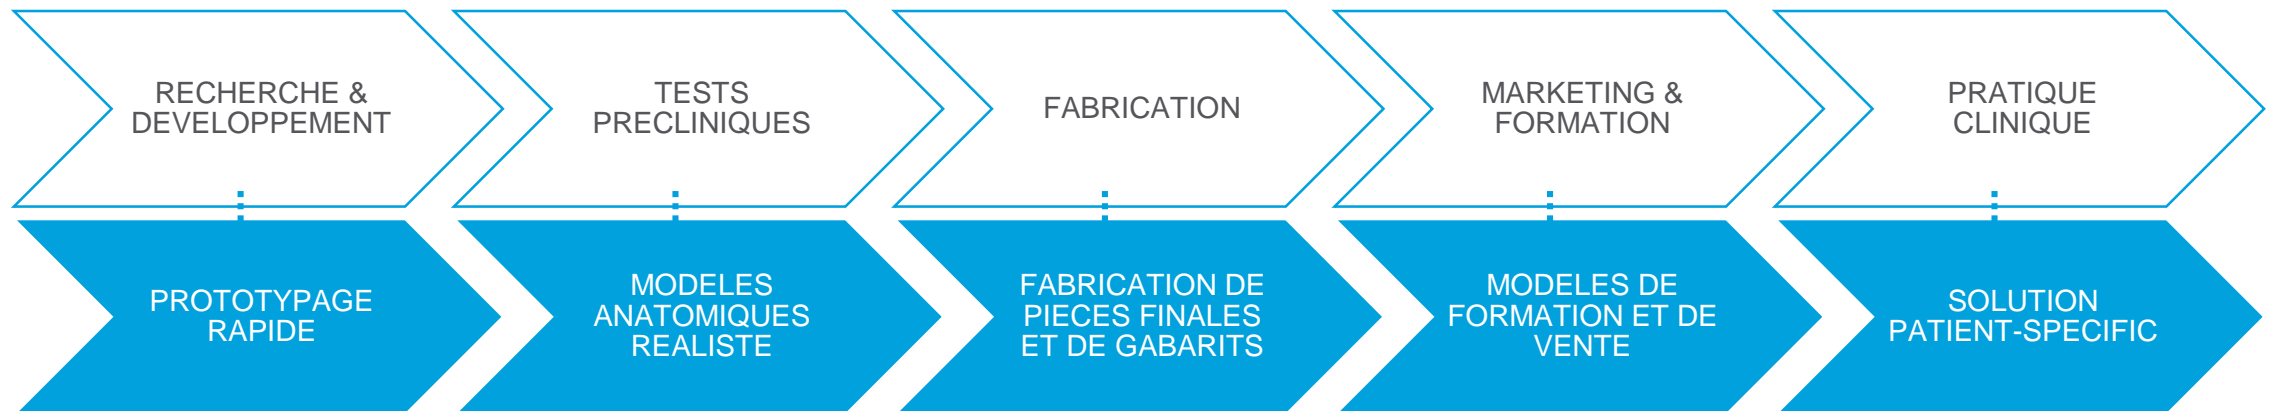 RECHERCHE &
DEVELOPPEMENT
TESTS
PRECLINIQUES
FABRICATION
MARKETING &
FORMATION
PRATIQUE
CLINIQUE
PROTOTYPAGE
RAPIDE
MODELES
ANATOMIQUES
REALISTE
FABRICATION DE
PIECES FINALES
ET DE GABARITS
MODELES DE
FORMATION ET DE
VENTE
SOLUTION
PATIENT-SPECIFIC